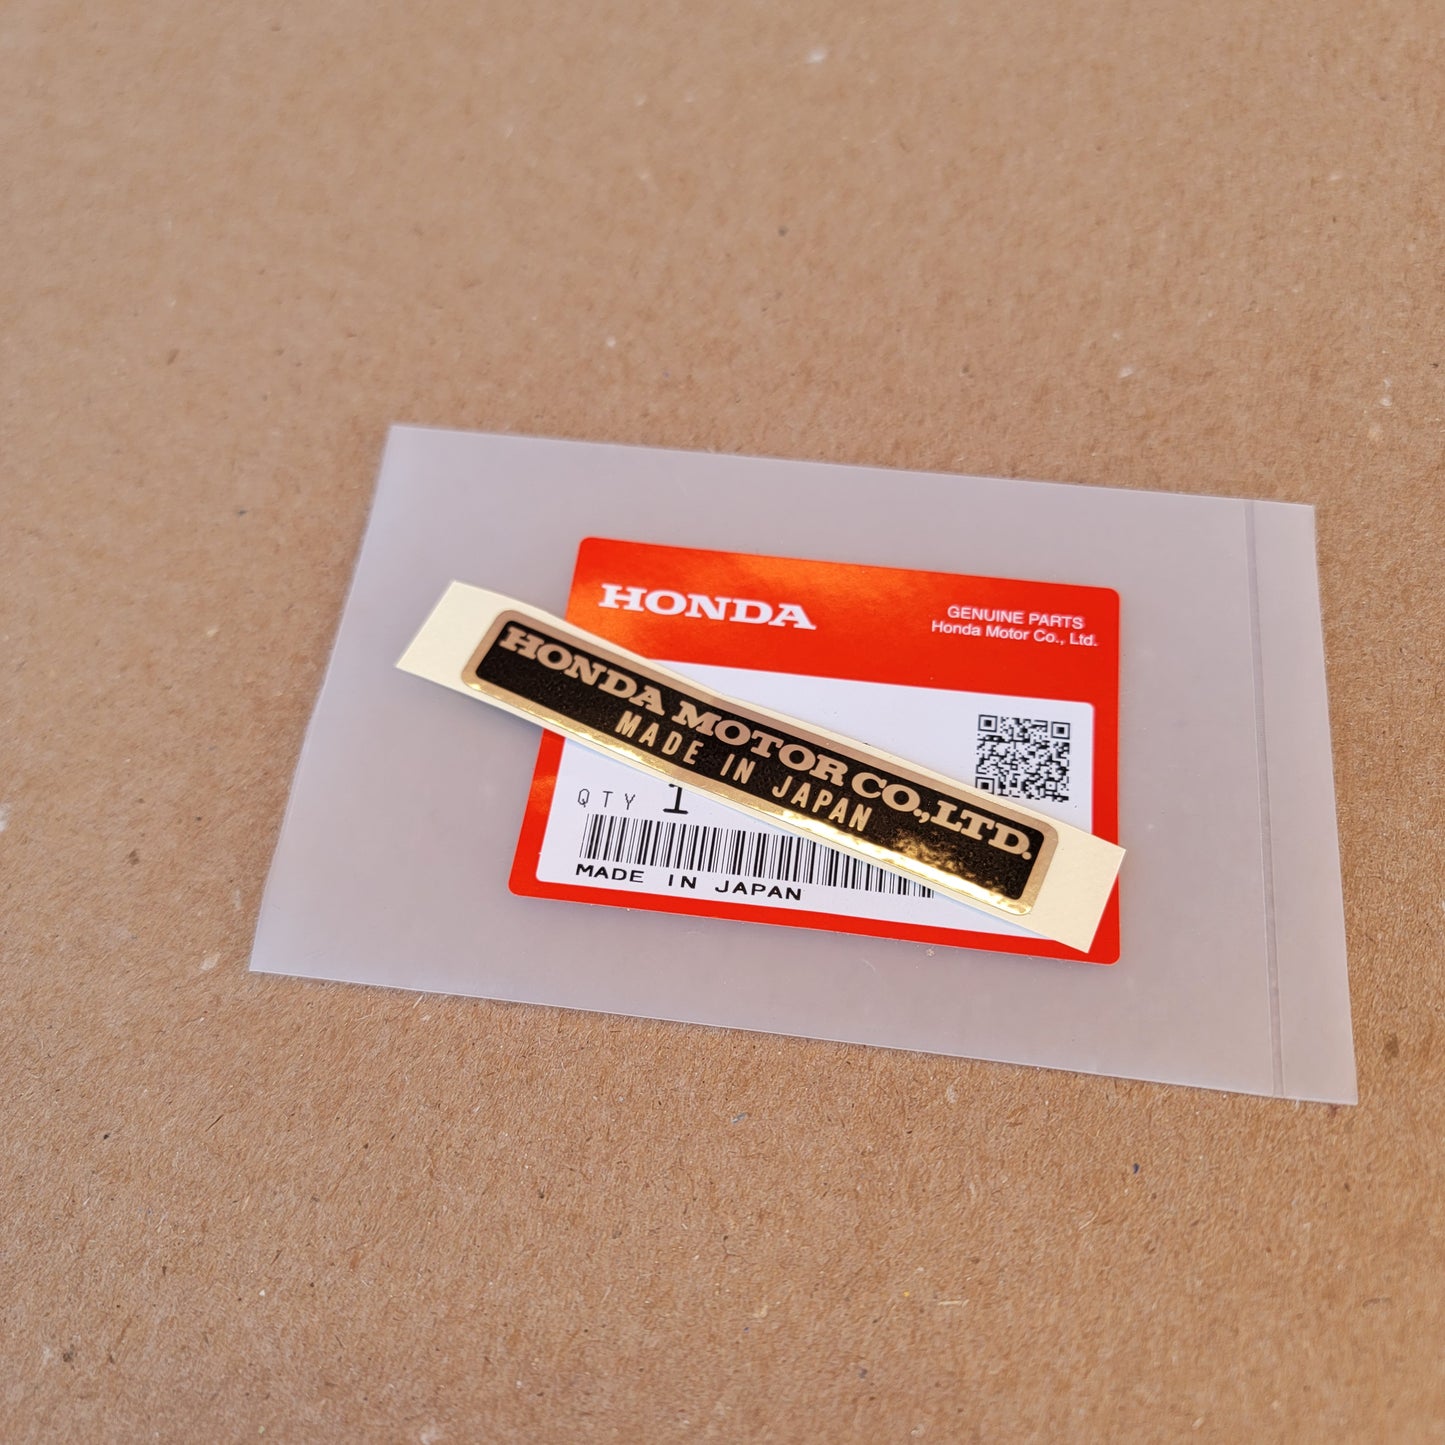 HONDA
GENUINE PARTS
Honda Motor Co., Ltd.
HONDA MOTOR CO., LTD.
MADE IN JAPAN
QTY 1
MADE IN JAPAN